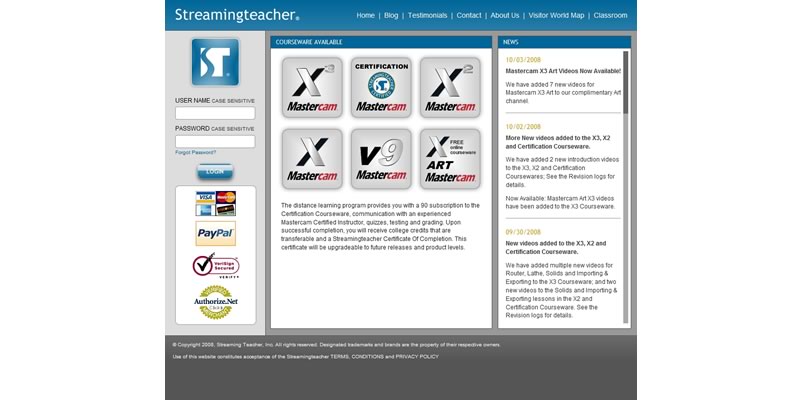 Streamingteacher®
Home | Blog | Testimonials | Contact | About Us | Visitor World Map | Classroom
ST
USER NAME CASE SENSITIVE
PASSWORD CASE SENSITIVE
Forgot Password?
LOGIN
VISA MasterCard
PayPal
VeriSign
Secured
VERIFY
Authorize.Net
Click
COURSEWARE AVAILABLE
X3
Mastercam
CERTIFICATION
ST
Mastercam
X2
Mastercam
X
Mastercam
v9
Mastercam
X FREE
online
courseware
ART
Mastercam
The distance learning program provides you with a 90 subscription to the
Certification Courseware, communication with an experienced
Mastercam Certified Instructor, quizzes, testing and grading. Upon
successful completion, you will receive college credits that are
transferable and a Streamingteacher Certificate Of Completion. This
certificate will be upgradeable to future releases and product levels.
NEWS
10/03/2008
Mastercam X3 Art Videos Now Available!
We have added 7 new videos for
Mastercam X3 Art to our complimentary Art
channel.
10/02/2008
More New videos added to the X3, X2
and Certification Courseware.
We have added 2 new introduction videos
to the X3, X2 and Certification
Coursewares; See the Revision logs for
details.
Now Available: Mastercam Art X3 videos
have been added to the X3 Courseware.
09/30/2008
New videos added to the X3, X2 and
Certification Courseware.
We have added multiple new videos for
Router, Lathe, Solids and Importing &
Exporting to the X3 Courseware; and two
new videos to the Solids and Importing &
Exporting lessons in the X2 and
Certification Courseware. See the
Revision logs for details.
© Copyright 2008, Streaming Teacher, Inc. All rights reserved. Designated trademarks and brands are the property of their respective owners.
Use of this website constitutes acceptance of the Streamingteacher TERMS, CONDITIONS and PRIVACY POLICY